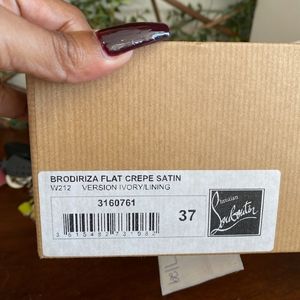 BRODIRIZA FLAT CREPE SATIN
W212 VERSION IVORY/LINING
3160761
37
Christian
Louboutin